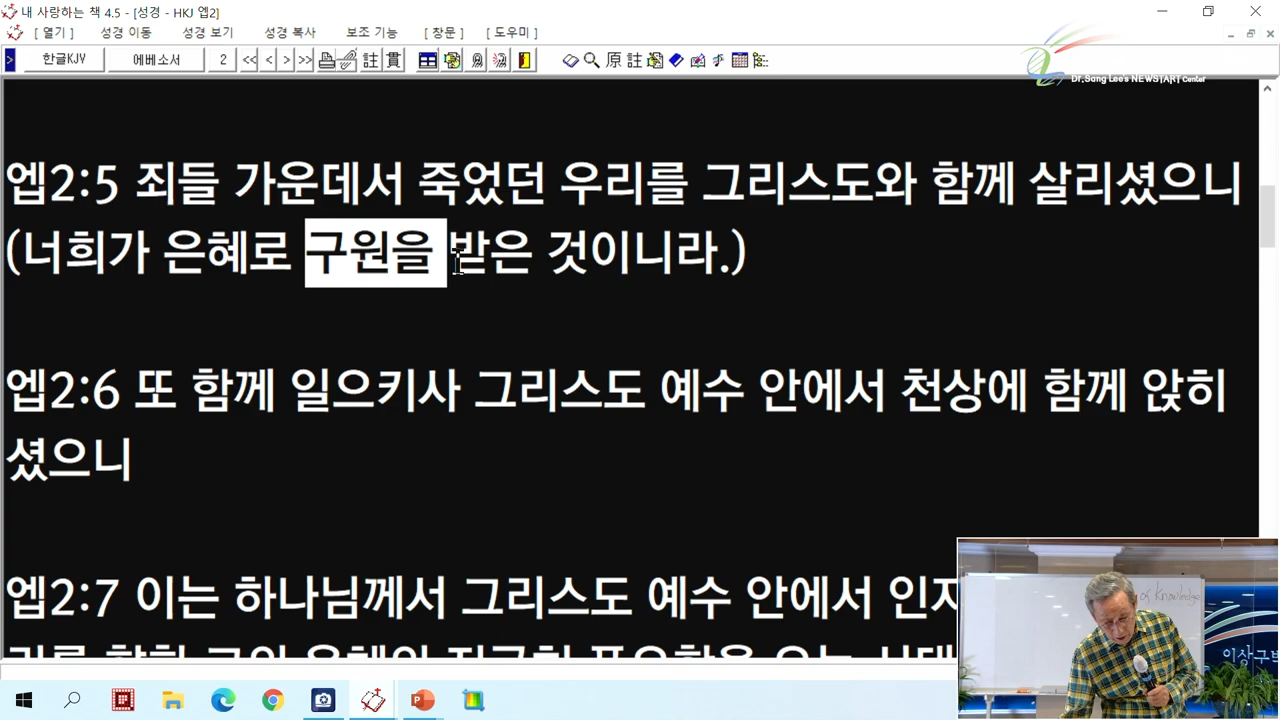 내 사랑하는 책 4.5 - [성경 - HKJ 엡2]
[ 열기 ] 성경 이동 성경 보기 성경 복사 보조 기능 [ 창문 ] [ 도우미 ]
한글KJV 에베소서 2 << < > >> 註 貫 原 註
Dr.Sang Lee's NEWSTART Center
엡2:5 죄들 가운데서 죽었던 우리를 그리스도와 함께 살리셨으니
(너희가 은혜로 구원을 받은 것이니라.)
엡2:6 또 함께 일으키사 그리스도 예수 안에서 천상에 함께 앉히
셨으니
엡2:7 이는 하나님께서 그리스도 예수 안에서
of Knowledge